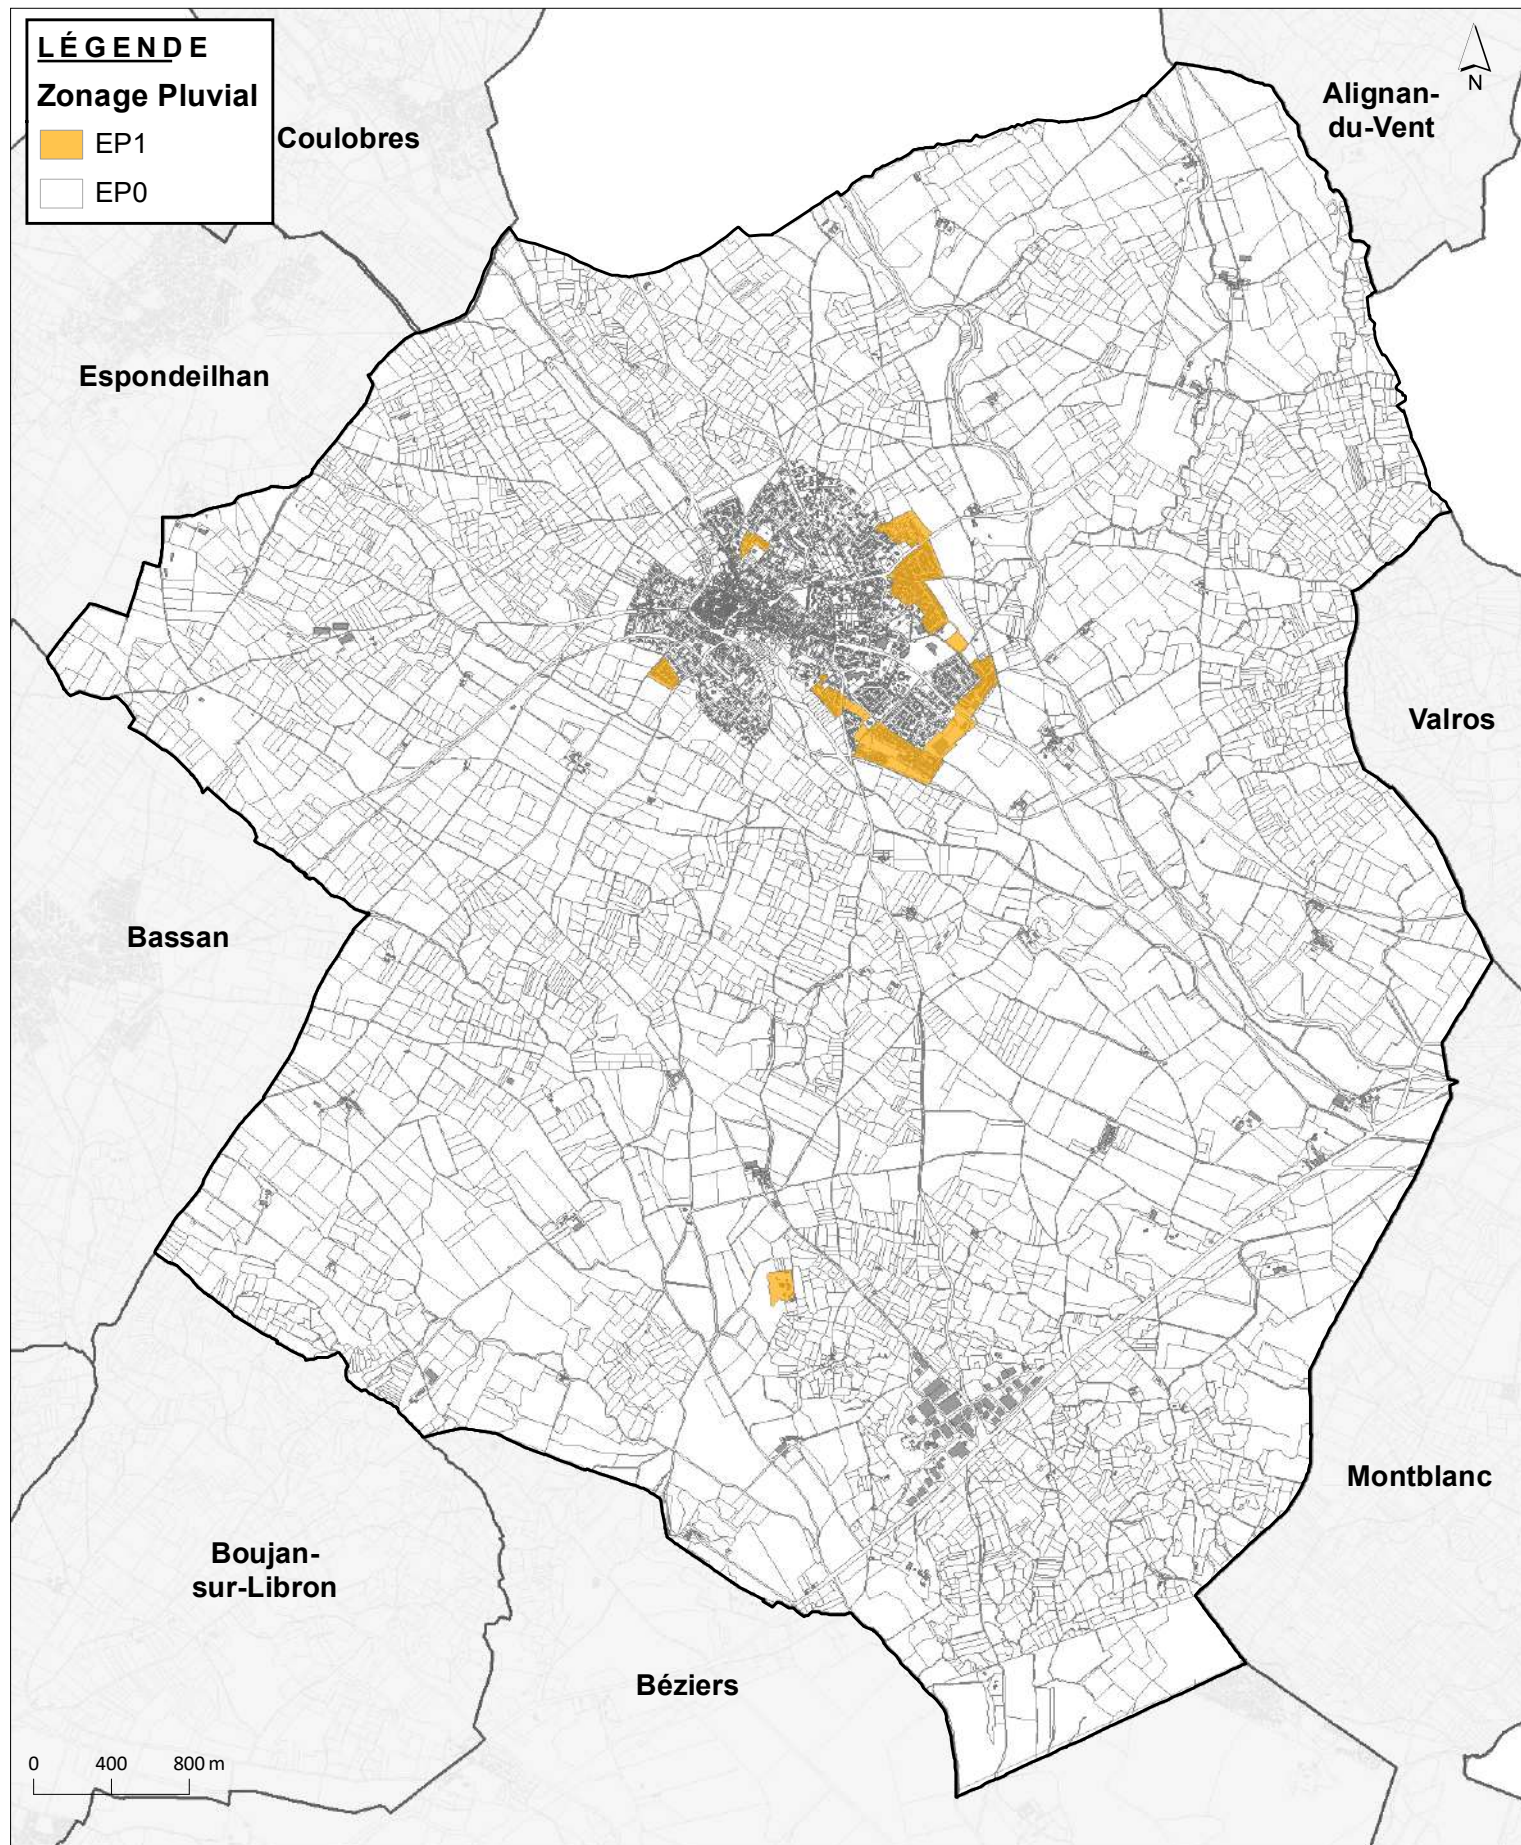 LÉGENDE
Zonage Pluvial
EP1
EP0
Coulobres
Alignan-
du-Vent
N
Espondeilhan
Valros
Bassan
Montblanc
Boujan-
sur-Libron
Béziers
0 400 800 m